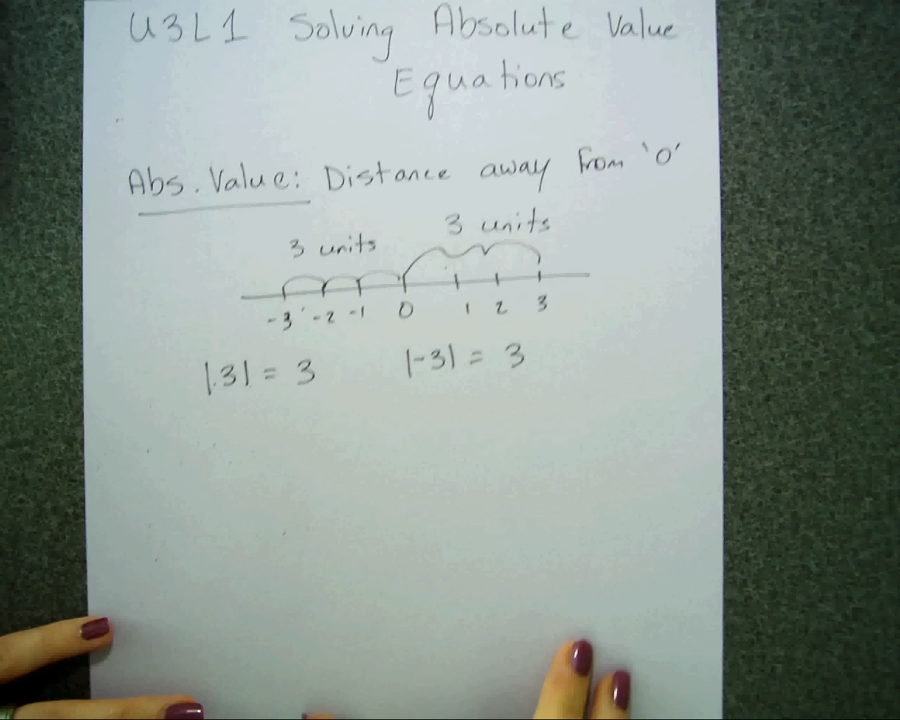 U3L1 Solving Absolute Value
Equations
Abs. Value: Distance away from '0'
3 units 3 units
-3 -2 -1 0 1 2 3
|3| = 3 |-3| = 3